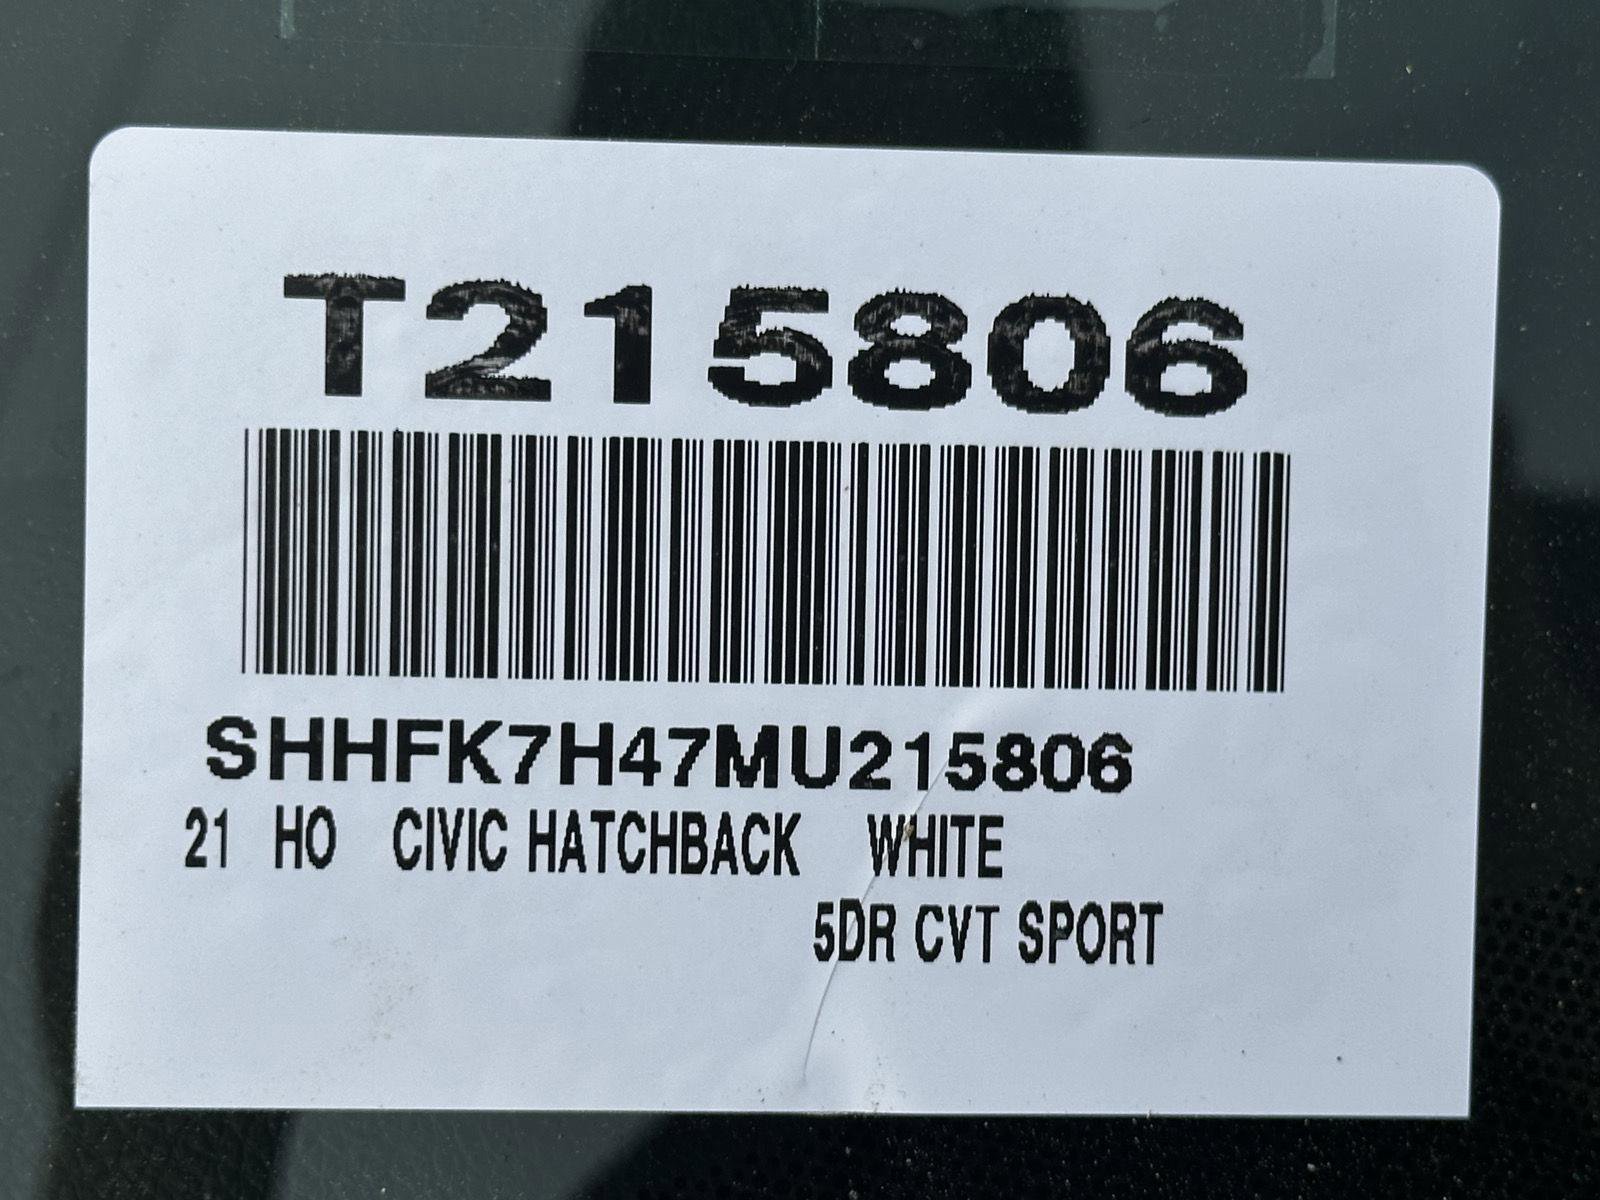 T215806
SHHFK7H47MU215806
21 HO CIVIC HATCHBACK WHITE
5DR CVT SPORT